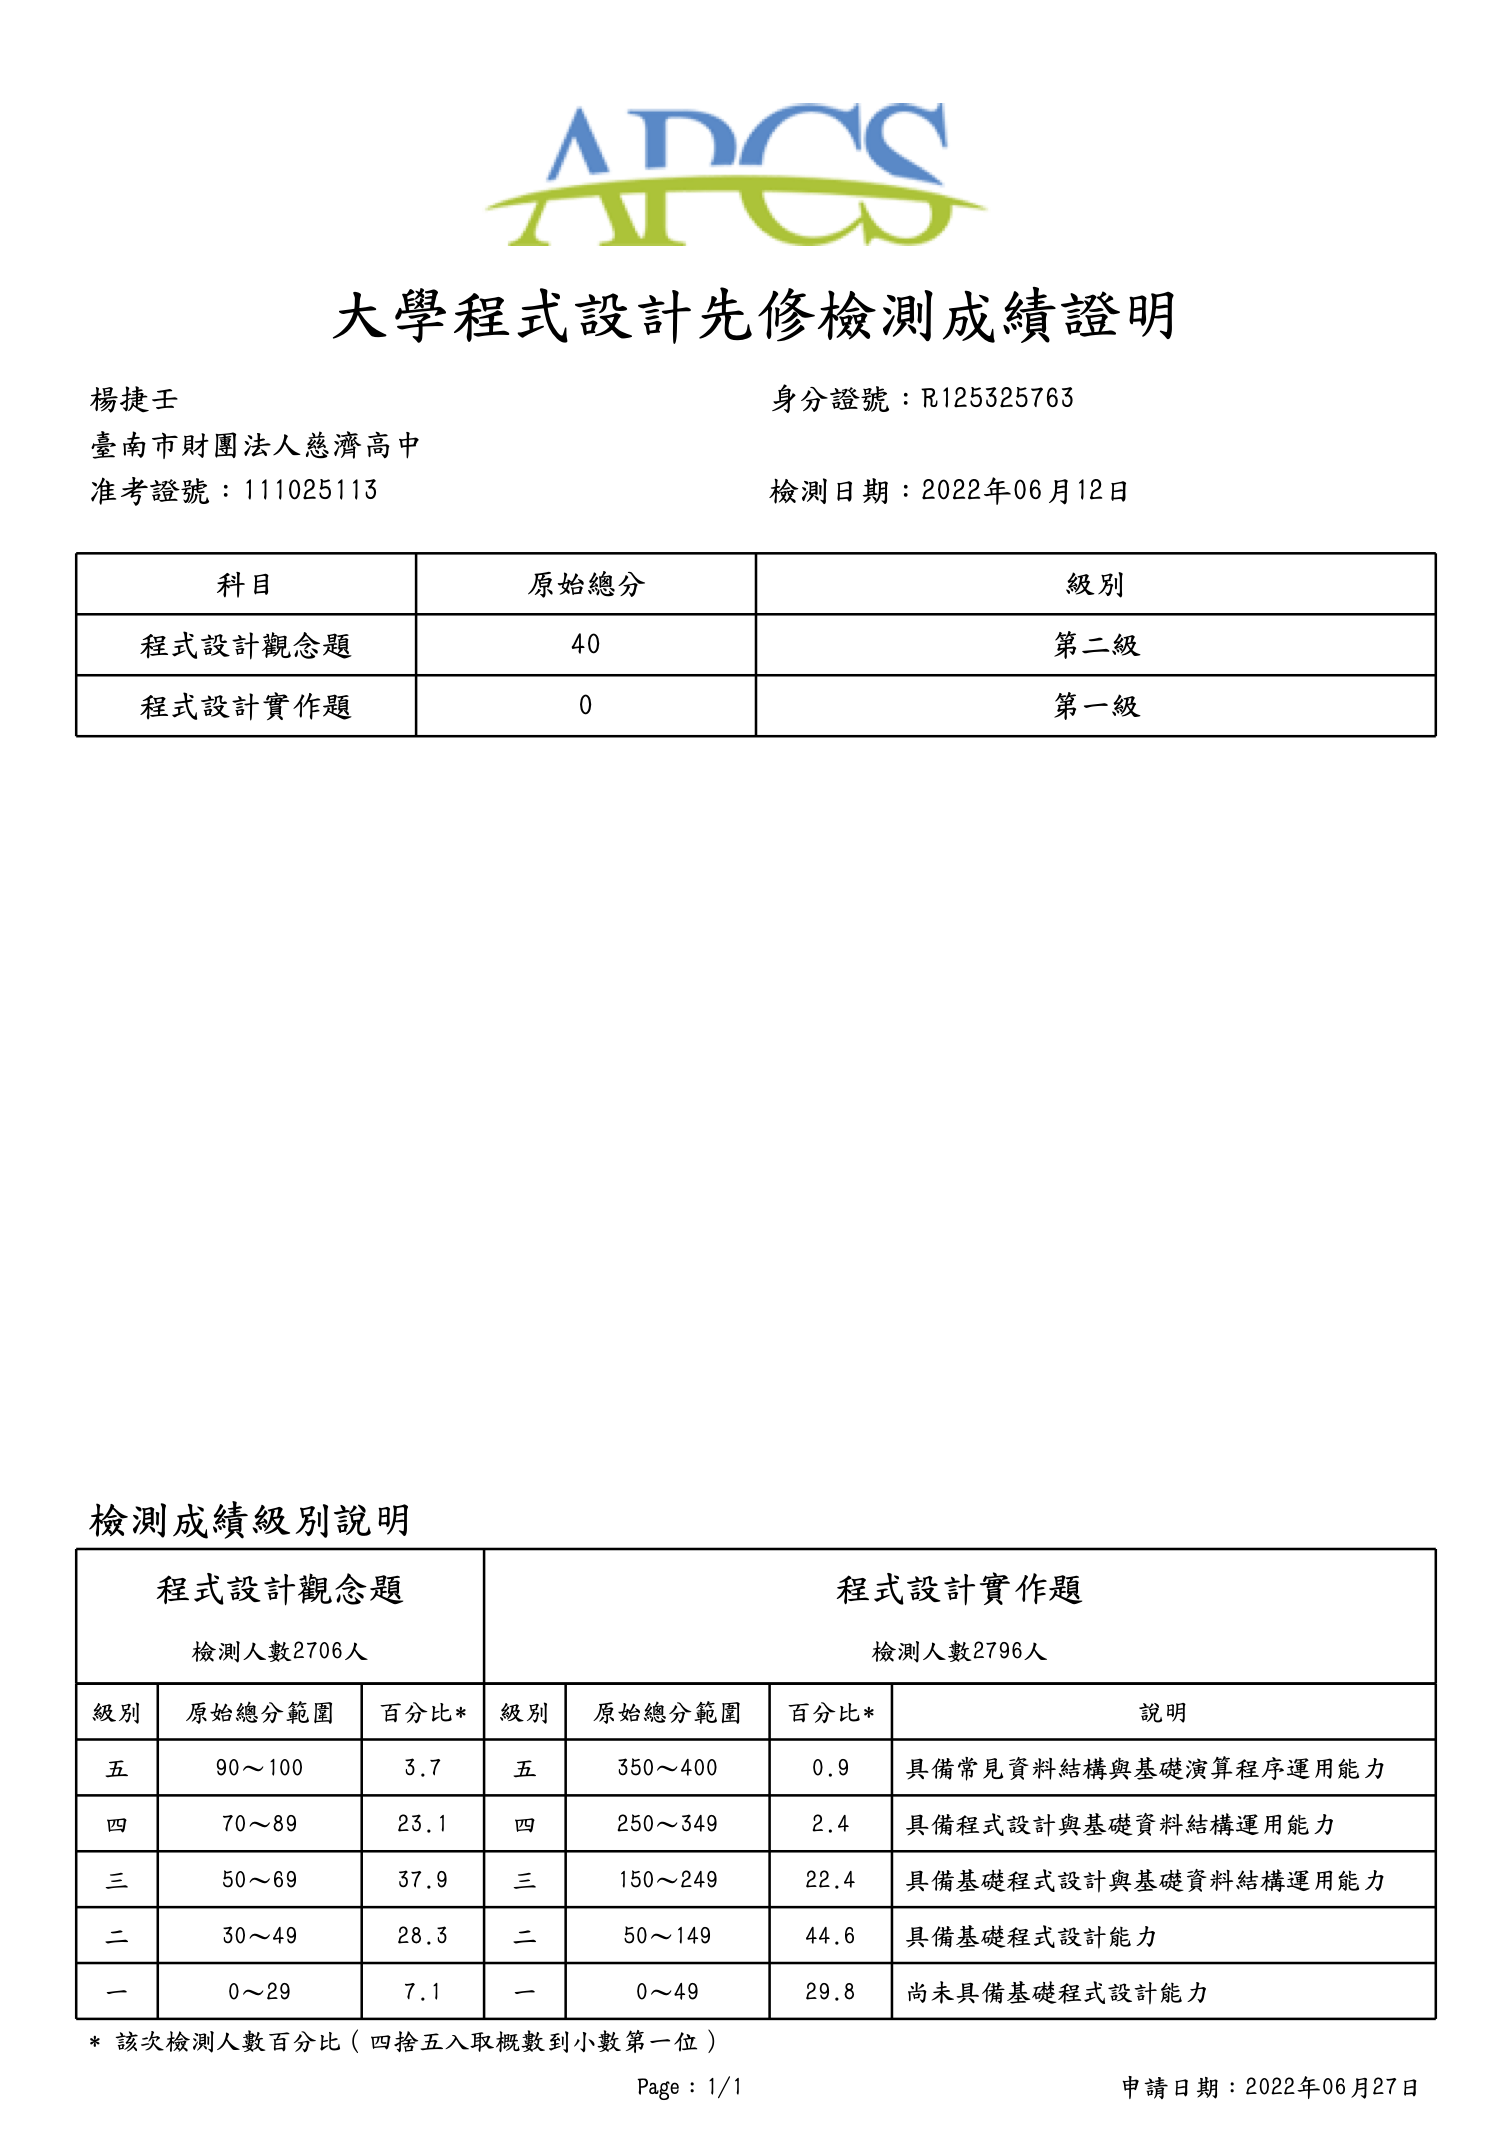 APCS
大學程式設計先修檢測成績證明
楊捷壬 身分證號：R125325763
臺南市財團法人慈濟高中
准考證號：111025113 檢測日期：2022年06月12日
科目 原始總分 級別
程式設計觀念題 40 第二級
程式設計實作題 0 第一級
檢測成績級別說明
程式設計觀念題 程式設計實作題
檢測人數2706人 檢測人數2796人
級別 原始總分範圍 百分比* 級別 原始總分範圍 百分比* 說明
五 90～100 3.7 五 350～400 0.9 具備常見資料結構與基礎演算程序運用能力
四 70～89 23.1 四 250～349 2.4 具備程式設計與基礎資料結構運用能力
三 50～69 37.9 三 150～249 22.4 具備基礎程式設計與基礎資料結構運用能力
二 30～49 28.3 二 50～149 44.6 具備基礎程式設計能力
一 0～29 7.1 一 0～49 29.8 尚未具備基礎程式設計能力
* 該次檢測人數百分比（四捨五入取概數到小數第一位）
Page：1/1 申請日期：2022年06月27日